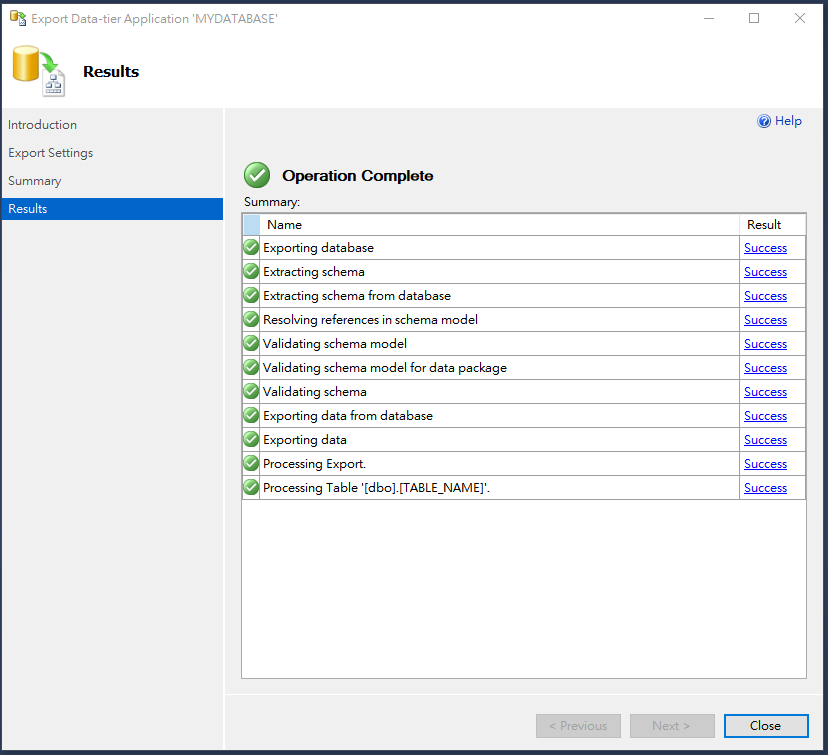 Export Data-tier Application 'MYDATABASE'
Results
Introduction
Export Settings
Summary
Results
Help
Operation Complete
Summary:
Name Result
Exporting database Success
Extracting schema Success
Extracting schema from database Success
Resolving references in schema model Success
Validating schema model Success
Validating schema model for data package Success
Validating schema Success
Exporting data from database Success
Exporting data Success
Processing Export. Success
Processing Table '[dbo].[TABLE_NAME]'. Success
< Previous Next > Close